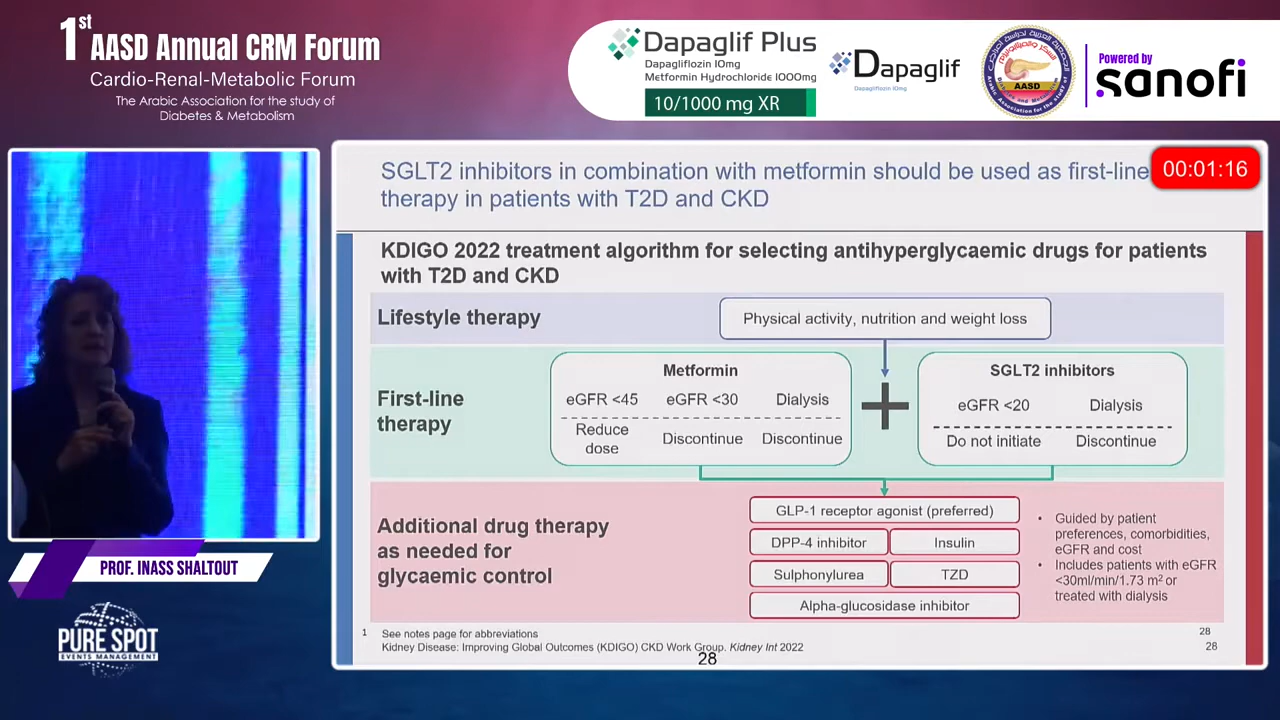 1st
AASD Annual CRM Forum
Cardio-Renal-Metabolic Forum
The Arabic Association for the study of
Diabetes & Metabolism
Dapaglif Plus
Dapagliflozin 10mg
Metformin Hydrochloride 1000mg
10/1000 mg XR
Dapaglif
Dapagliflozin 10mg
AASD
Powered by
sanofi
SGLT2 inhibitors in combination with metformin should be used as first-line
therapy in patients with T2D and CKD
00:01:16
KDIGO 2022 treatment algorithm for selecting antihyperglycaemic drugs for patients
with T2D and CKD
Lifestyle therapy
Physical activity, nutrition and weight loss
First-line
therapy
Metformin
eGFR <45 eGFR <30 Dialysis
Reduce
dose
Discontinue Discontinue
+
SGLT2 inhibitors
eGFR <20 Dialysis
Do not initiate Discontinue
Additional drug therapy
as needed for
glycaemic control
GLP-1 receptor agonist (preferred)
DPP-4 inhibitor Insulin
Sulphonylurea TZD
Alpha-glucosidase inhibitor
• Guided by patient
preferences, comorbidities,
eGFR and cost
• Includes patients with eGFR
<30ml/min/1.73 m² or
treated with dialysis
1 See notes page for abbreviations
Kidney Disease: Improving Global Outcomes (KDIGO) CKD Work Group. Kidney Int 2022
28
28
28
PROF. INASS SHALTOUT
PURE SPOT
EVENTS MANAGEMENT